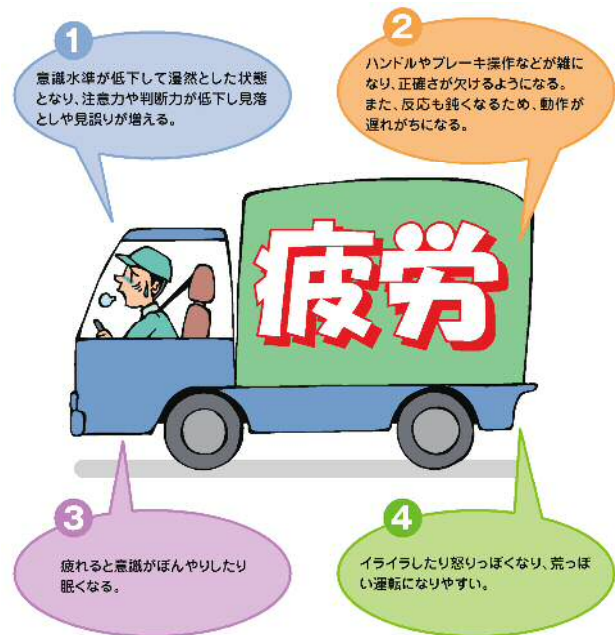 1
意識水準が低下して漫然とした状態
となり、注意力や判断力が低下し見落
としや見誤りが増える。
2
ハンドルやブレーキ操作などが雑に
なり、正確さが欠けるようになる。
また、反応も鈍くなるため、動作が
遅れがちになる。
疲労
3
疲れると意識がぼんやりしたり
眠くなる。
4
イライラしたり怒りっぽくなり、荒っぽ
い運転になりやすい。